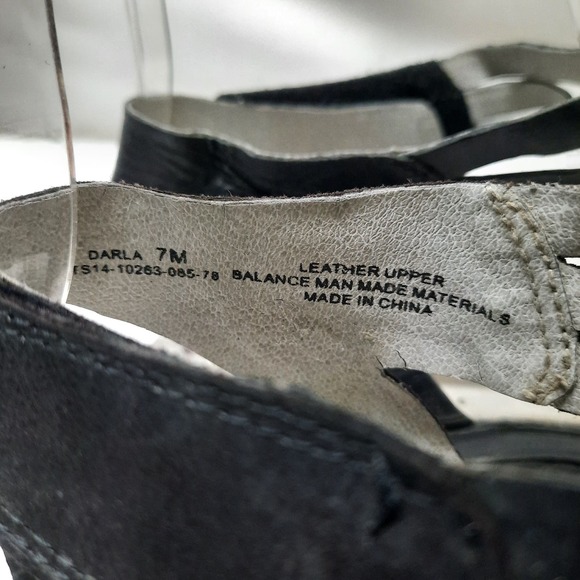 DARLA 7M
TS14-10263-085-78
LEATHER UPPER
BALANCE MAN MADE MATERIALS
MADE IN CHINA